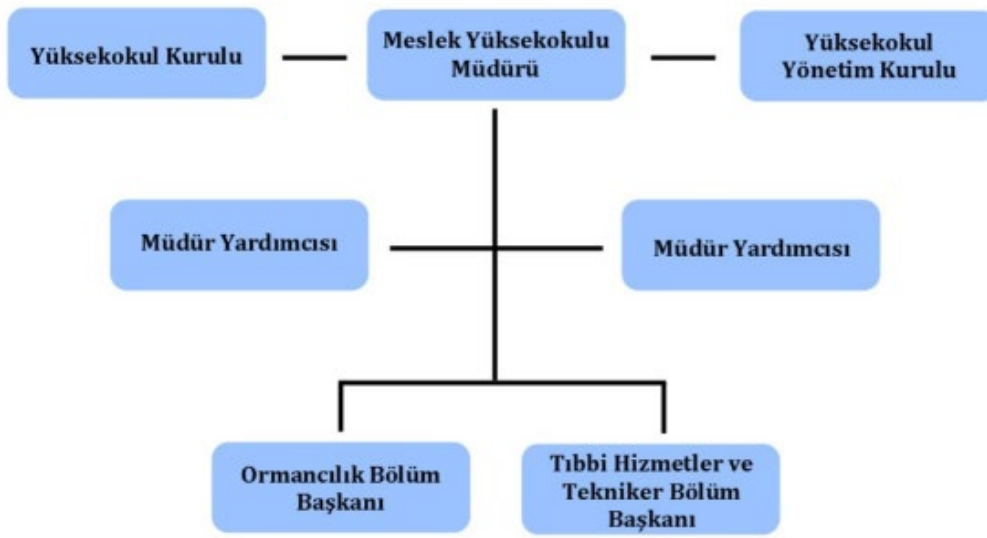 Yüksekokul Kurulu
Meslek Yüksekokulu
Müdürü
Yüksekokul
Yönetim Kurulu
Müdür Yardımcısı
Müdür Yardımcısı
Ormancılık Bölüm
Başkanı
Tıbbi Hizmetler ve
Tekniker Bölüm
Başkanı